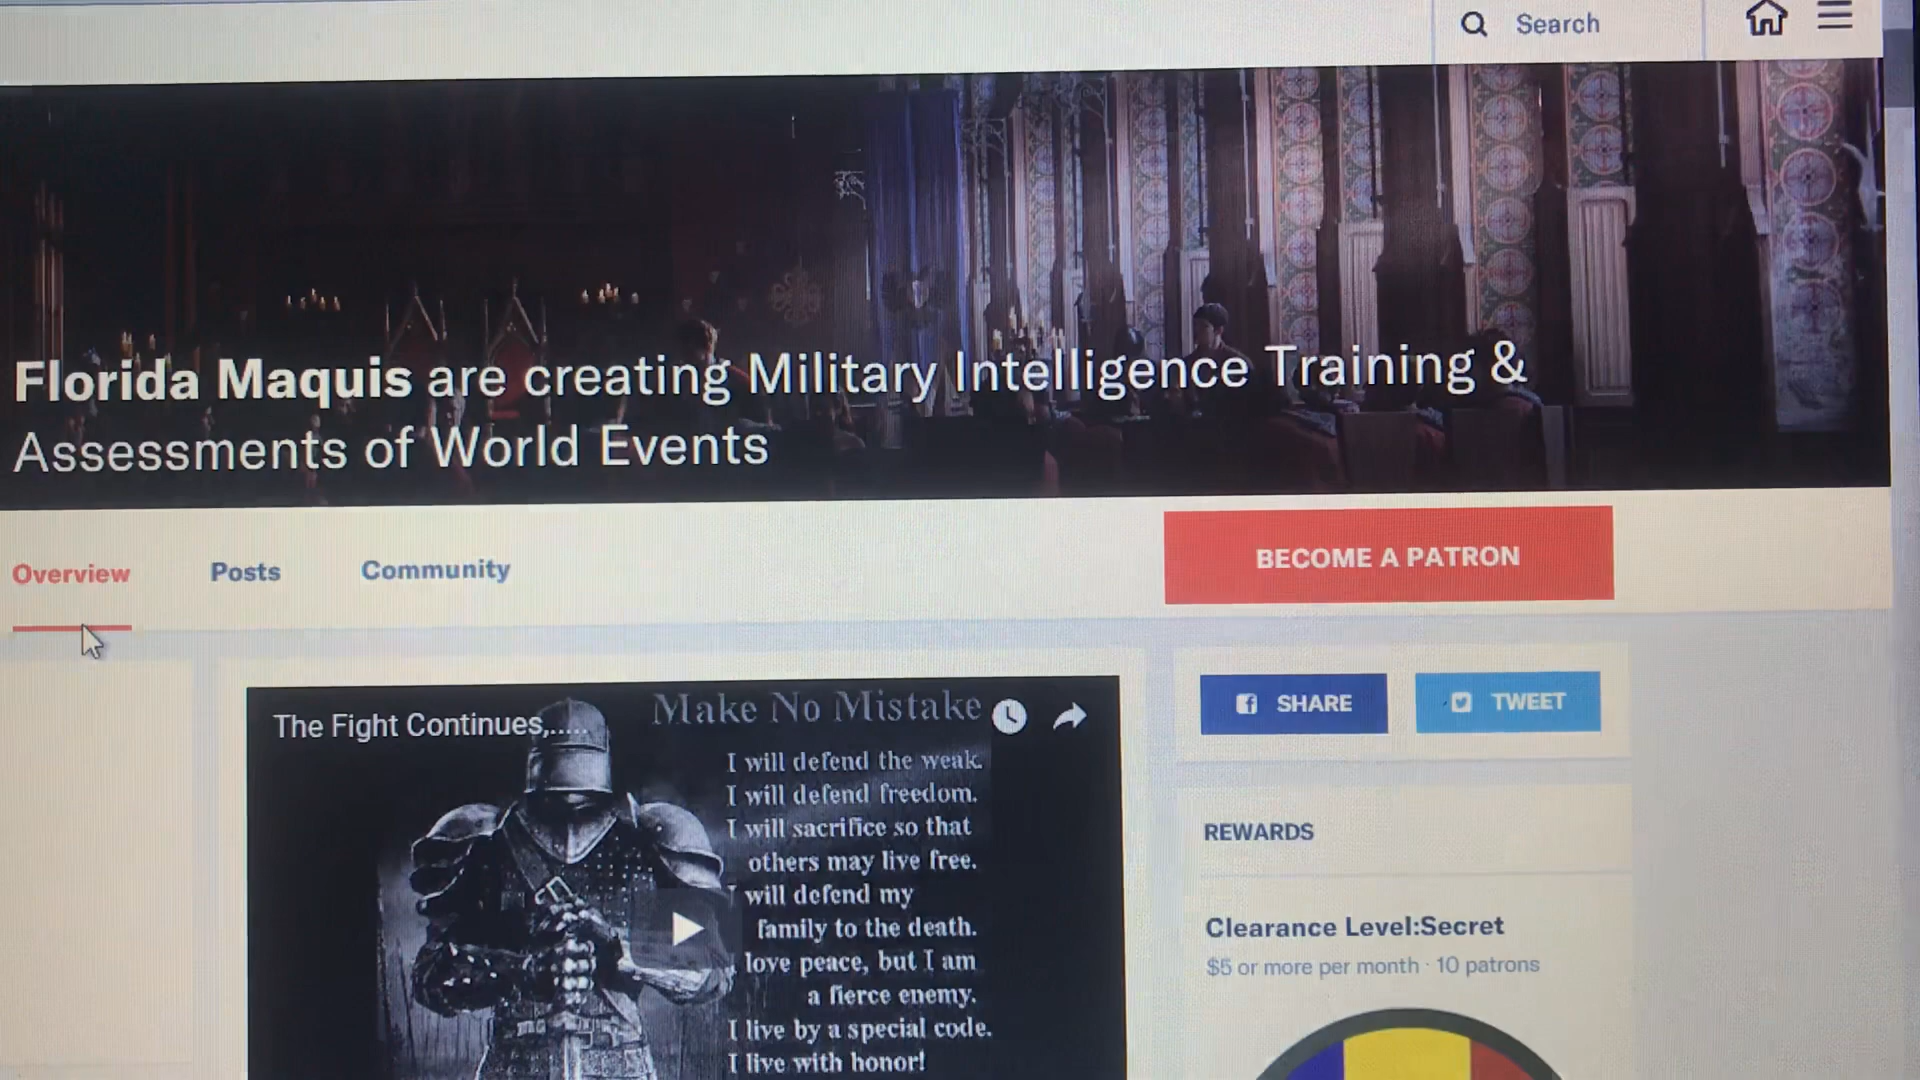 Search
Florida Maquis are creating Military Intelligence Training &
Assessments of World Events
Overview
Posts
Community
BECOME A PATRON
The Fight Continues,.....
Make No Mistake
I will defend the weak.
I will defend freedom.
I will sacrifice so that
others may live free.
I will defend my
family to the death.
love peace, but I am
a fierce enemy.
I live by a special code.
I live with honor!
SHARE
TWEET
REWARDS
Clearance Level:Secret
$5 or more per month · 10 patrons